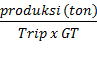 produksi (ton)
Trip x GT